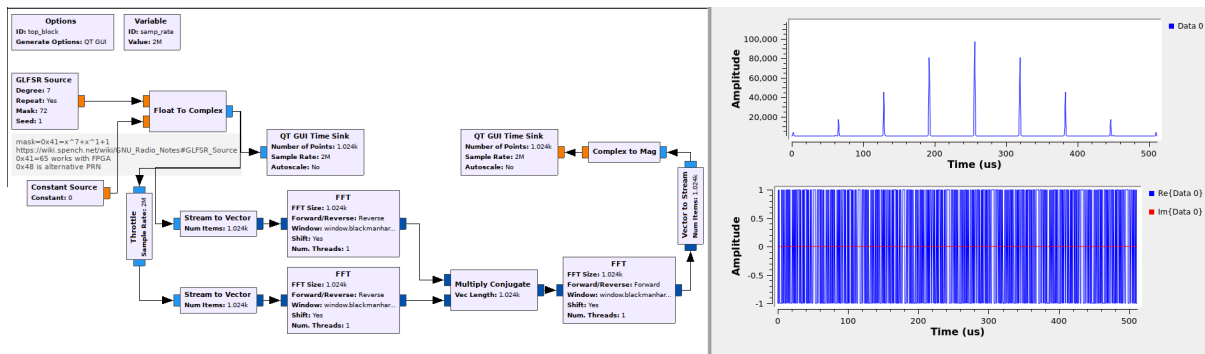 Options
ID: top_block
Generate Options: QT GUI
Variable
ID: samp_rate
Value: 2M
GLFSR Source
Degree: 7
Repeat: Yes
Mask: 72
Seed: 1
Float To Complex
mask=0x41=x^7+x^1+1
https://wiki.spench.net/wiki/GNU_Radio_Notes#GLFSR_Source
0x41=65 works with FPGA
0x48 is alternative PRN
Constant Source
Constant: 0
Throttle
Sample Rate: 2M
QT GUI Time Sink
Number of Points: 1.024k
Sample Rate: 2M
Autoscale: No
Stream to Vector
Num Items: 1.024k
FFT
FFT Size: 1.024k
Forward/Reverse: Reverse
Window: window.blackmanhar...
Shift: Yes
Num. Threads: 1
Stream to Vector
Num Items: 1.024k
FFT
FFT Size: 1.024k
Forward/Reverse: Reverse
Window: window.blackmanhar...
Shift: Yes
Num. Threads: 1
Multiply Conjugate
Vec Length: 1.024k
FFT
FFT Size: 1.024k
Forward/Reverse: Forward
Window: window.blackmanhar...
Shift: Yes
Num. Threads: 1
Vector to Stream
Num Items: 1.024k
Complex to Mag
QT GUI Time Sink
Number of Points: 1.024k
Sample Rate: 2M
Autoscale: No
Data 0
Amplitude
100,000
80,000
60,000
40,000
20,000
0 100 200 300 400 500
Time (us)
Re{Data 0}
Im{Data 0}
Amplitude
1
0.5
0
-0.5
-1
0 100 200 300 400 500
Time (us)